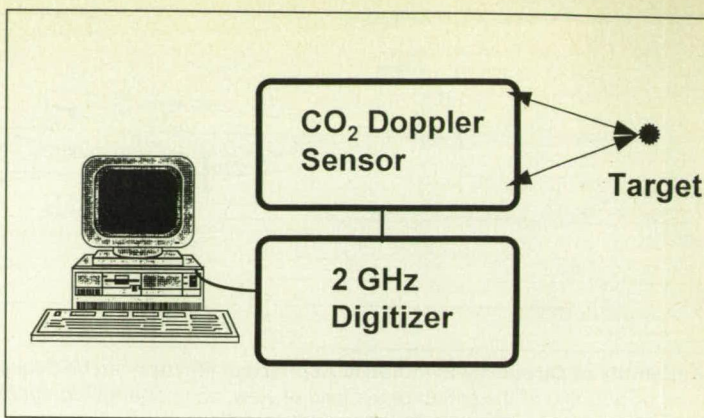 CO₂ Doppler
Sensor
Target
2 GHz
Digitizer